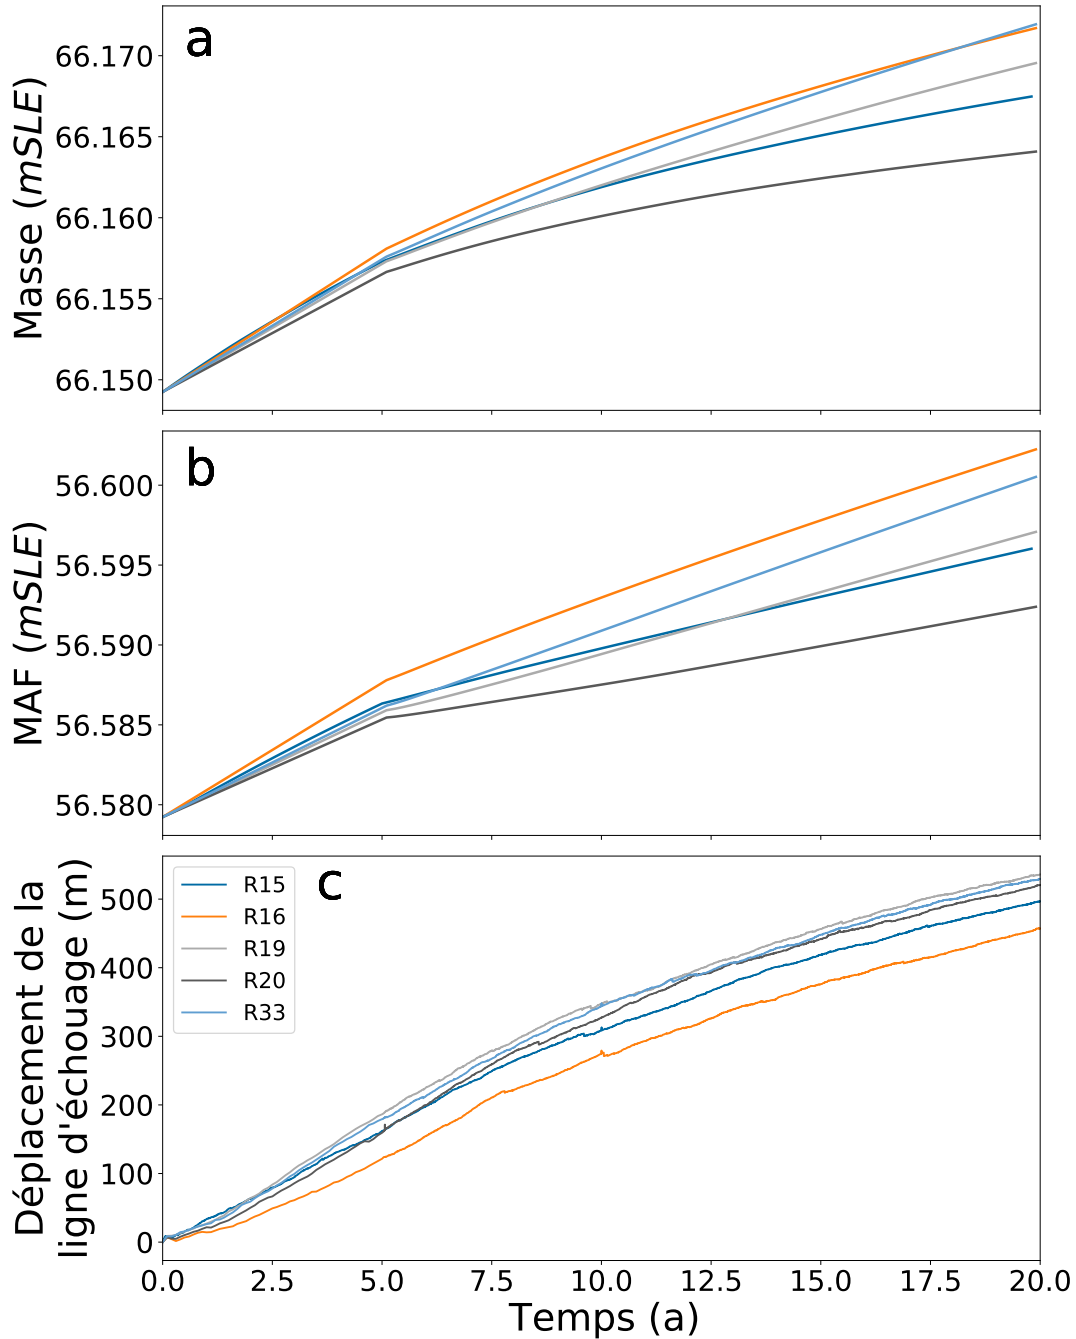 a
66.170
66.165
66.160
66.155
66.150
Masse (mSLE)
b
56.600
56.595
56.590
56.585
56.580
MAF (mSLE)
c
R15
R16
R19
R20
R33
500
400
300
200
100
0
Déplacement de la
ligne d'échouage (m)
0.0 2.5 5.0 7.5 10.0 12.5 15.0 17.5 20.0
Temps (a)